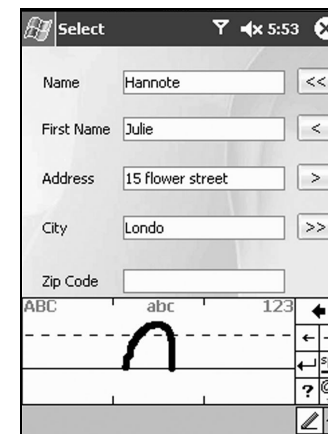 Select 5:53
Name Hannote <<
First Name Julie <
Address 15 flower street >
City Londo >>
Zip Code
ABC abc 123
n
?